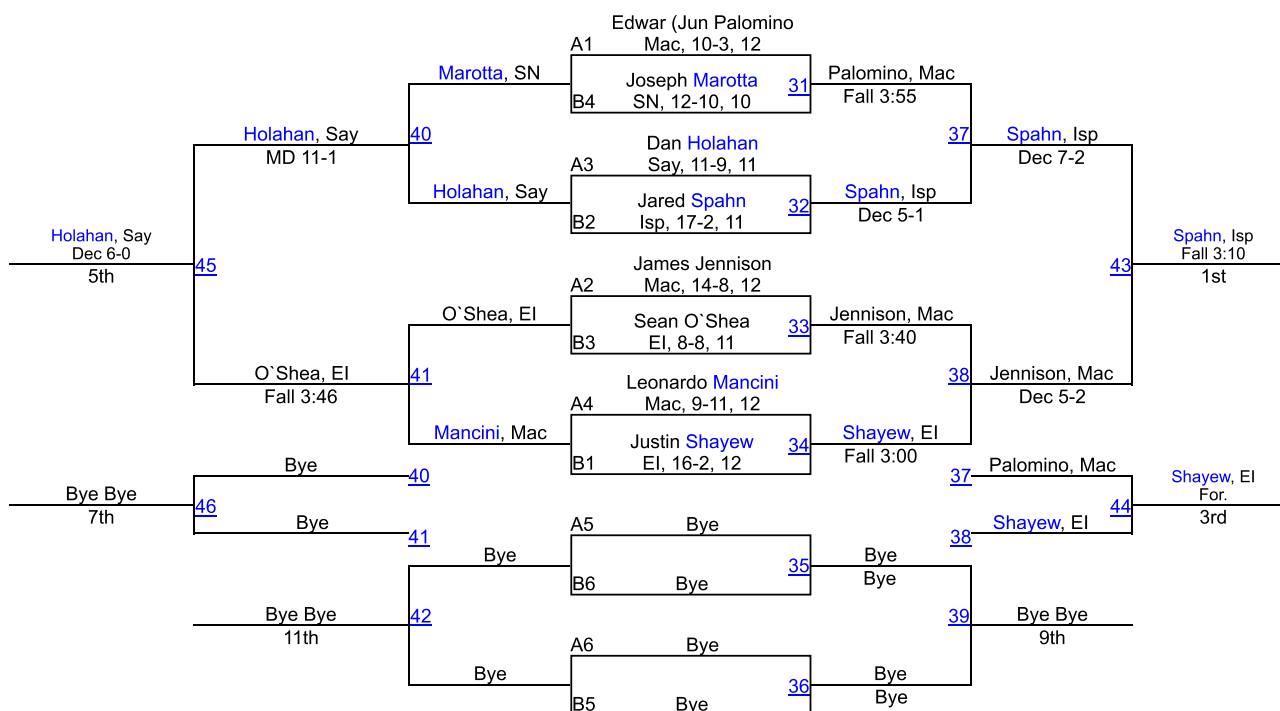 Edwar (Jun Palomino
A1 Mac, 10-3, 12
Marotta, SN
Joseph Marotta
31
Palomino, Mac
B4 SN, 12-10, 10
Fall 3:55
Holahan, Say
40
MD 11-1
Dan Holahan
A3 Say, 11-9, 11
37
Spahn, Isp
Dec 7-2
Holahan, Say
Jared Spahn
32
Spahn, Isp
B2 Isp, 17-2, 11
Dec 5-1
Holahan, Say
Dec 6-0
5th
45
James Jennison
A2 Mac, 14-8, 12
43
Spahn, Isp
Fall 3:10
1st
O`Shea, EI
Sean O`Shea
33
Jennison, Mac
B3 EI, 8-8, 11
Fall 3:40
O`Shea, EI
41
Fall 3:46
Leonardo Mancini
A4 Mac, 9-11, 12
38
Jennison, Mac
Dec 5-2
Mancini, Mac
Justin Shayew
34
Shayew, EI
B1 EI, 16-2, 12
Fall 3:00
Bye
40
37
Palomino, Mac
Bye Bye
7th
46
44
Shayew, EI
For.
3rd
Bye
41
38
Shayew, EI
A5 Bye
Bye
35
Bye
B6 Bye
Bye
Bye Bye
11th
42
39
Bye Bye
9th
A6 Bye
Bye
36
Bye
B5 Bye
Bye